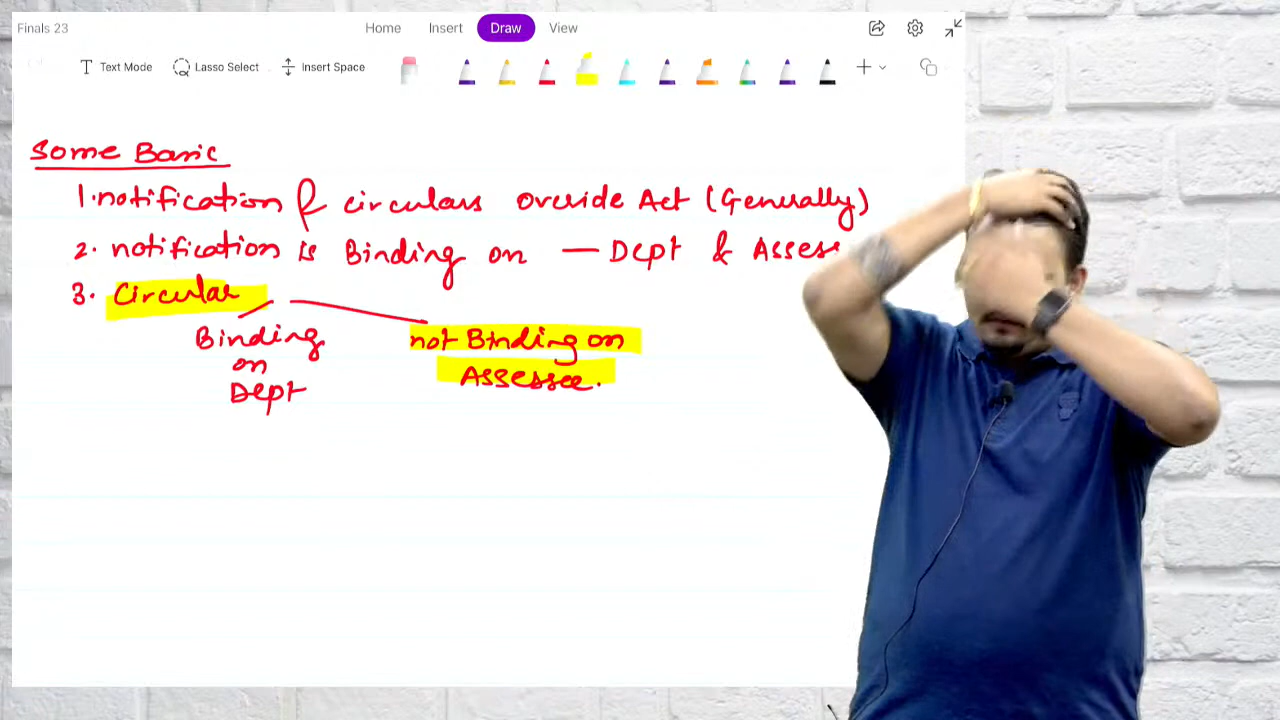 Finals 23
Home Insert Draw View
Text Mode Lasso Select Insert Space
Some Basic
1. notification & circulars override Act (Generally)
2. notification is Binding on — Dept & Assess
3. Circular
Binding on Dept
not Binding on Assessee.